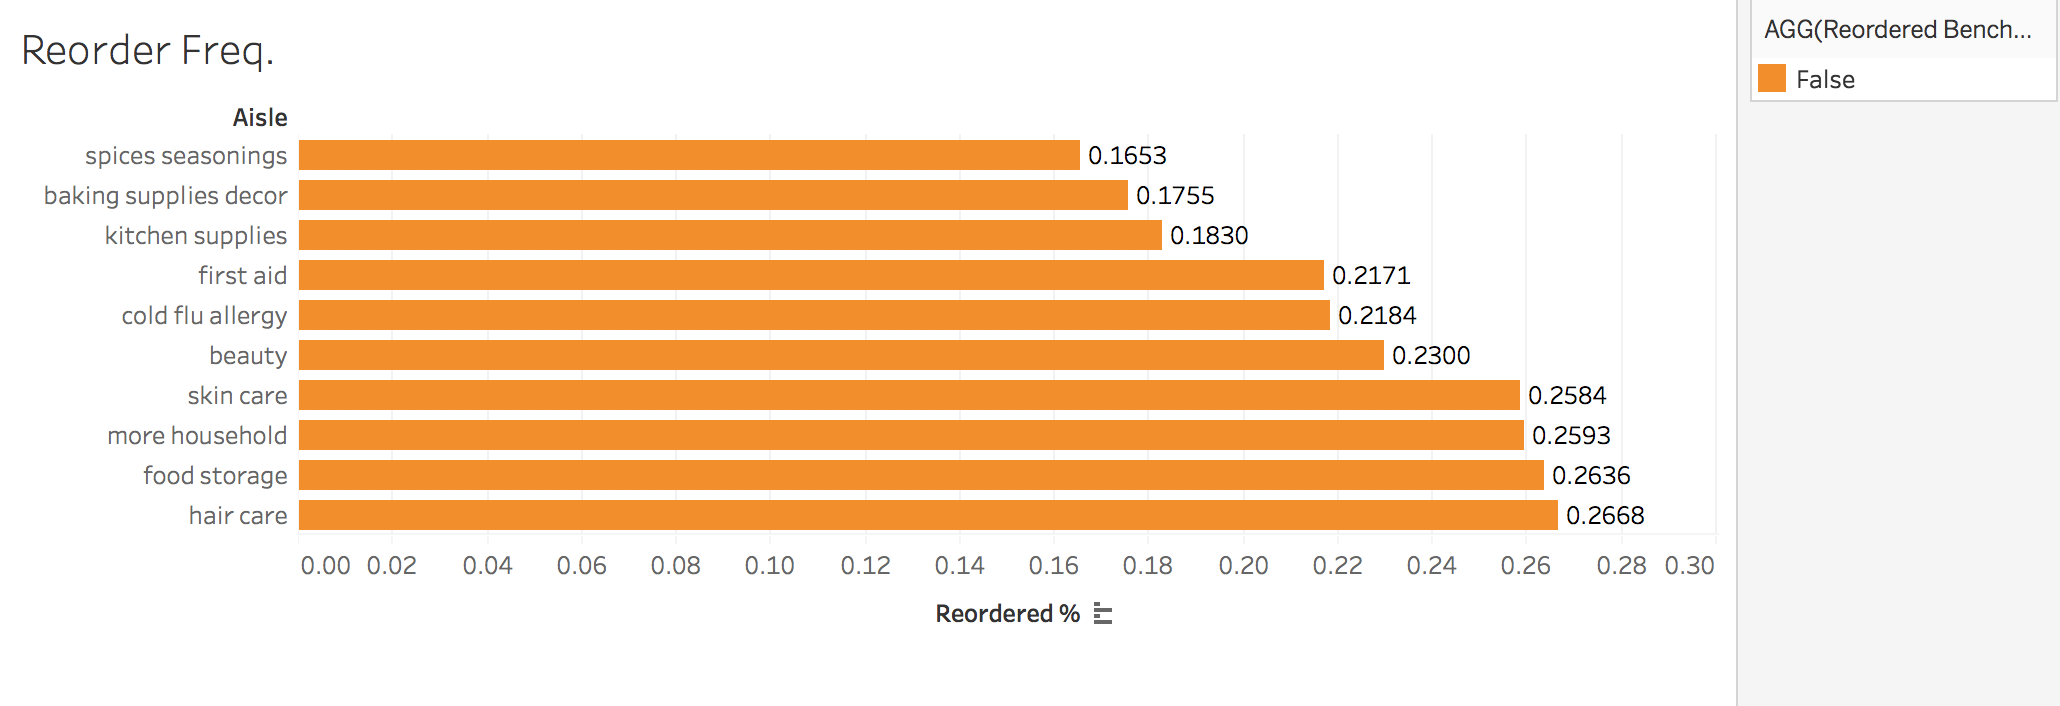 Reorder Freq.
AGG(Reordered Bench...
False
Aisle
spices seasonings 0.1653
baking supplies decor 0.1755
kitchen supplies 0.1830
first aid 0.2171
cold flu allergy 0.2184
beauty 0.2300
skin care 0.2584
more household 0.2593
food storage 0.2636
hair care 0.2668
0.00 0.02 0.04 0.06 0.08 0.10 0.12 0.14 0.16 0.18 0.20 0.22 0.24 0.26 0.28 0.30
Reordered %